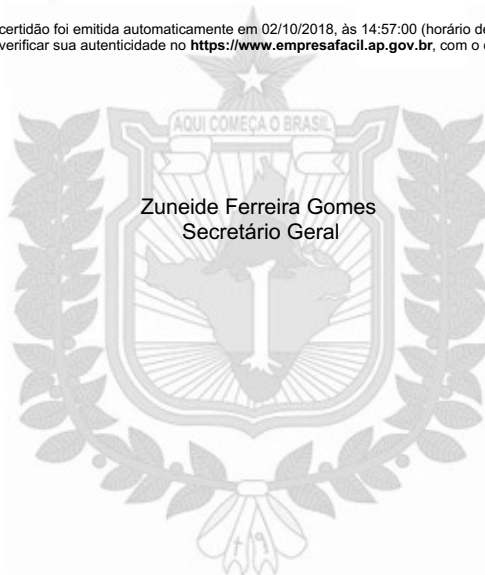 certidão foi emitida automaticamente em 02/10/2018, às 14:57:00 (horário de
verificar sua autenticidade no https://www.empresafacil.ap.gov.br, com o
AQUI COMEÇA O BRASIL
Zuneide Ferreira Gomes
Secretário Geral